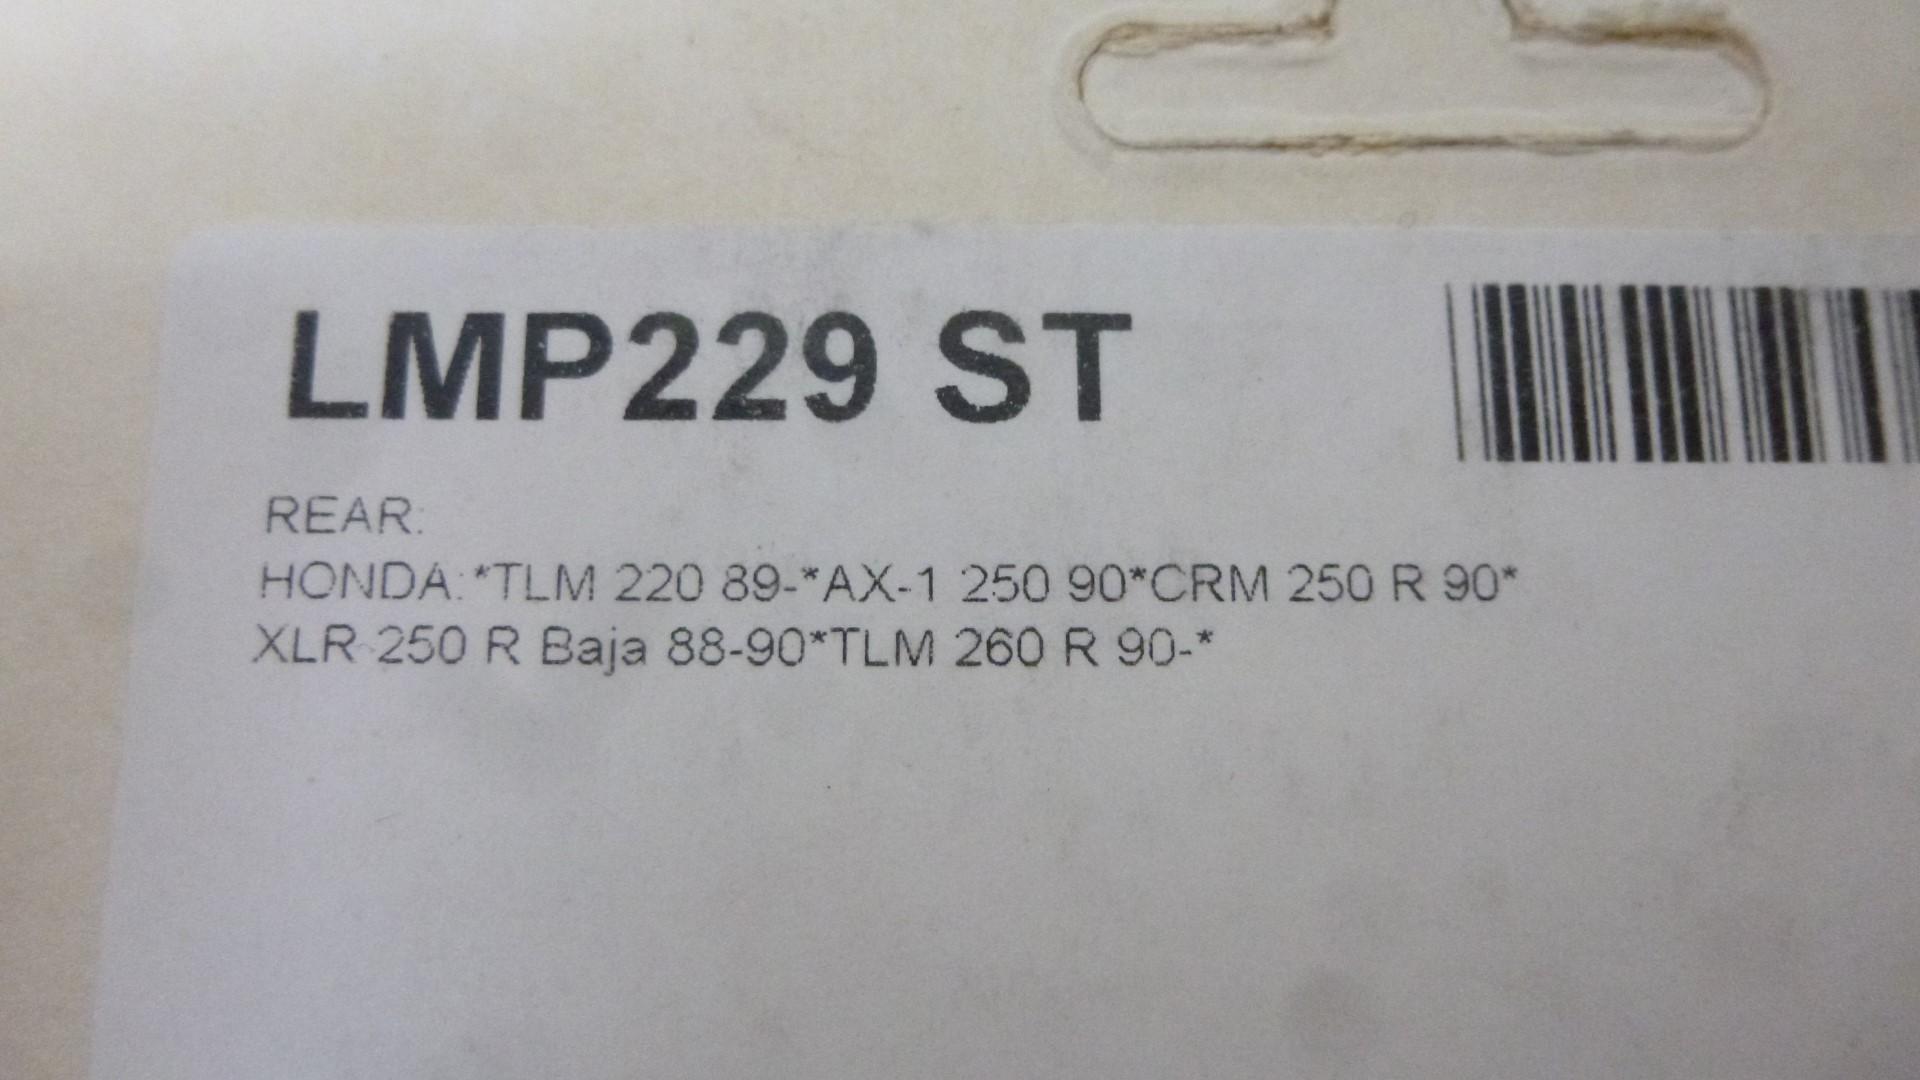 LMP229 ST
REAR:
HONDA:*TLM 220 89-*AX-1 250 90*CRM 250 R 90*
XLR 250 R Baja 88-90*TLM 260 R 90-*